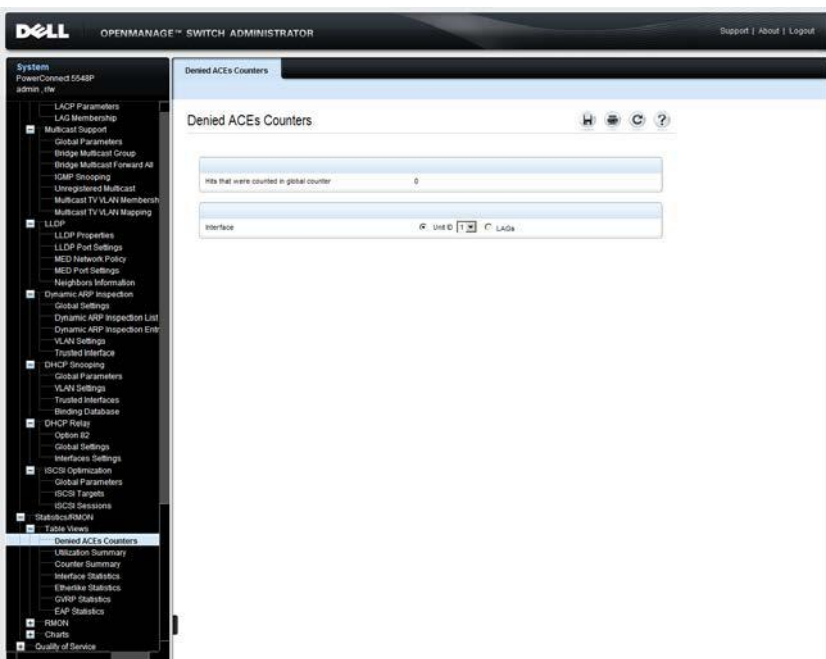 DELL
OPENMANAGE™ SWITCH ADMINISTRATOR
Support | About | Logout
System
PowerConnect 5548P
admin , r/w
LACP Parameters
LAG Membership
Multicast Support
Global Parameters
Bridge Multicast Group
Bridge Multicast Forward All
IGMP Snooping
Unregistered Multicast
Multicast TV VLAN Membersh
Multicast TV VLAN Mapping
LLDP
LLDP Properties
LLDP Port Settings
MED Network Policy
MED Port Settings
Neighbors Information
Dynamic ARP Inspection
Global Settings
Dynamic ARP Inspection List
Dynamic ARP Inspection Entr
VLAN Settings
Trusted Interface
DHCP Snooping
Global Parameters
VLAN Settings
Trusted Interfaces
Binding Database
DHCP Relay
Option 82
Global Settings
Interfaces Settings
iSCSI Optimization
Global Parameters
iSCSI Targets
iSCSI Sessions
Statistics/RMON
Table Views
Denied ACEs Counters
Utilization Summary
Counter Summary
Interface Statistics
Etherlike Statistics
GVRP Statistics
EAP Statistics
RMON
Charts
Quality of Service
Denied ACEs Counters
Denied ACEs Counters
?
Hits that were counted in global counter 0
Interface Unit ID 1 LAGs